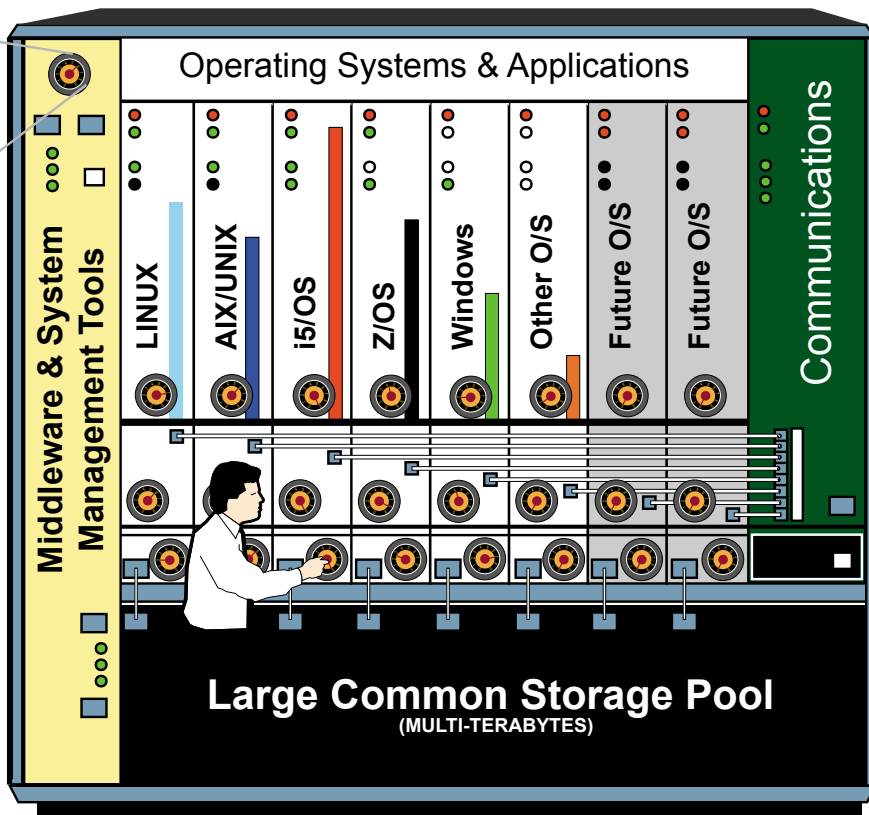 Operating Systems & Applications
Middleware & System
Management Tools
LINUX
AIX/UNIX
i5/OS
Z/OS
Windows
Other O/S
Future O/S
Future O/S
Communications
Large Common Storage Pool
(MULTI-TERABYTES)